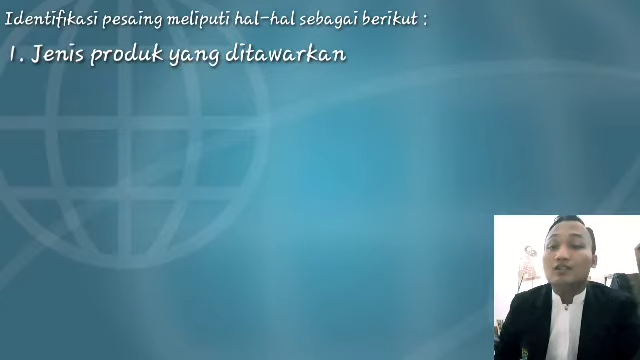 Identifikasi pesaing meliputi hal-hal sebagai berikut :
1. Jenis produk yang ditawarkan